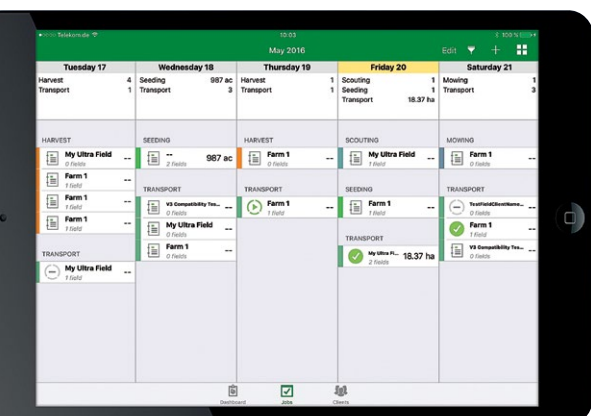 Telekom.de 10:03 100 %
May 2016 Edit
Tuesday 17
Harvest 4
Transport 1
HARVEST
My Ultra Field --
0 fields
Farm 1 --
1 field
Farm 1 --
1 field
Farm 1 --
1 field
TRANSPORT
My Ultra Field --
0 fields
Wednesday 18
Seeding 987 ac
Transport 3
SEEDING
-- 987 ac
2 fields
TRANSPORT
V3 Compatibility Tes... --
0 fields
My Ultra Field --
0 fields
Farm 1 --
0 fields
Thursday 19
Harvest 1
Transport 1
HARVEST
Farm 1 --
0 fields
TRANSPORT
Farm 1 --
1 field
Friday 20
Scouting 1
Seeding 1
Transport 18.37 ha
SCOUTING
My Ultra Field --
1 field
SEEDING
Farm 1 --
1 field
TRANSPORT
My Ultra Fi... 18.37 ha
2 fields
Saturday 21
Mowing 1
Transport 3
MOWING
Farm 1 --
0 fields
TRANSPORT
TestFieldClientName... --
0 fields
Farm 1 --
1 field
V3 Compatibility Tes... --
0 fields
Dashboard Jobs Clients